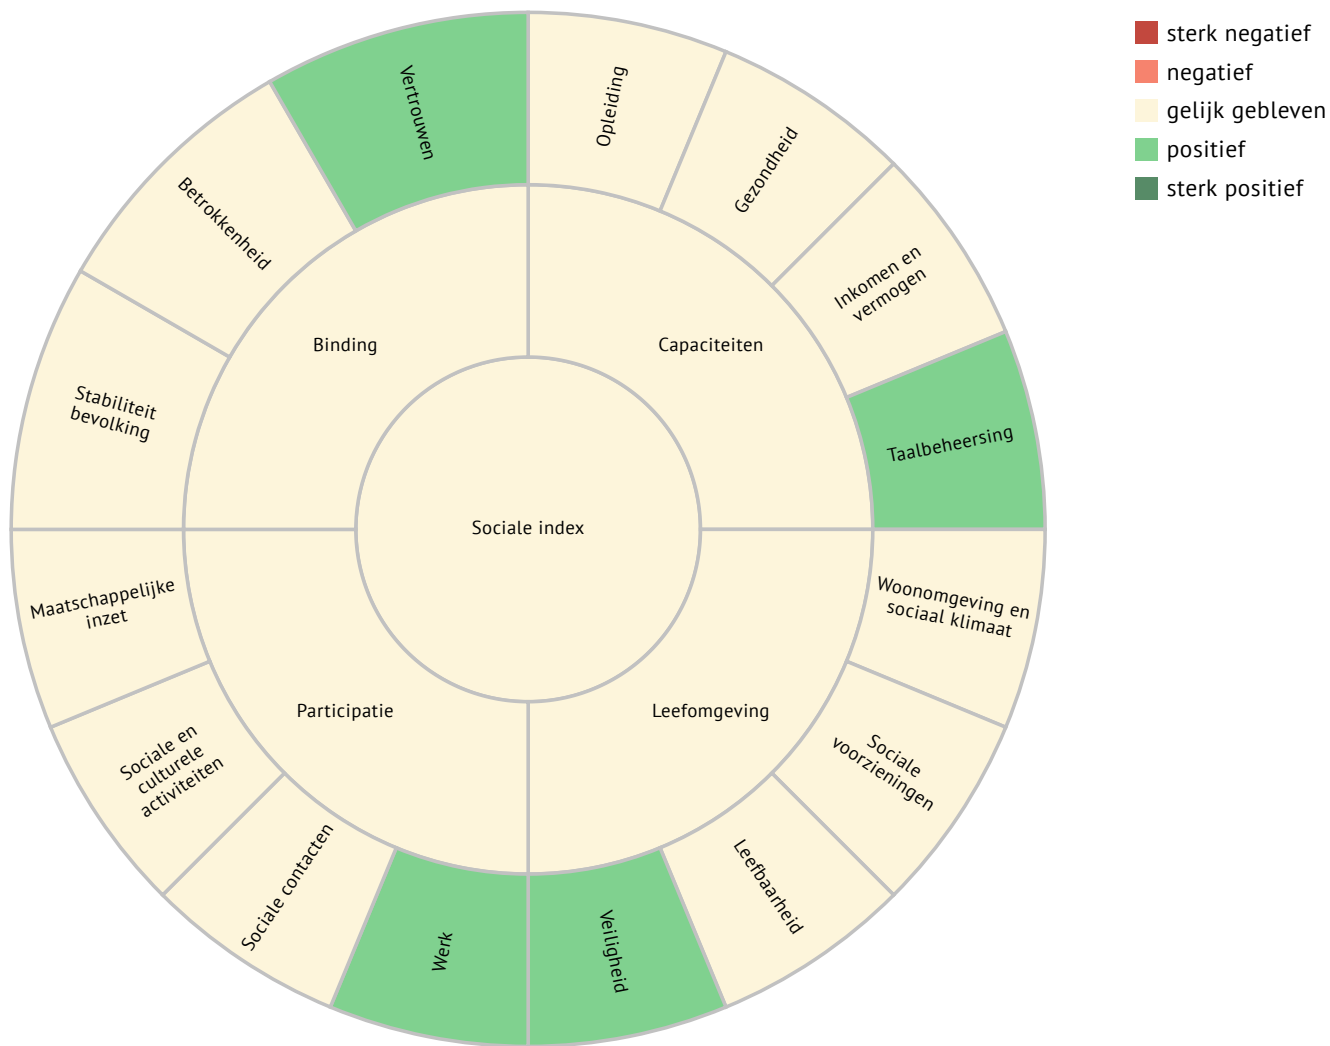 sterk negatief
negatief
gelijk gebleven
positief
sterk positief
Vertrouwen
Opleiding
Gezondheid
Betrokkenheid
Inkomen en
vermogen
Binding
Capaciteiten
Stabiliteit
bevolking
Taalbeheersing
Sociale index
Maatschappelijke
inzet
Woonomgeving en
sociaal klimaat
Participatie
Leefomgeving
Sociale en
culturele
activiteiten
Sociale
voorzieningen
Sociale contacten
Leefbaarheid
Werk
Veiligheid